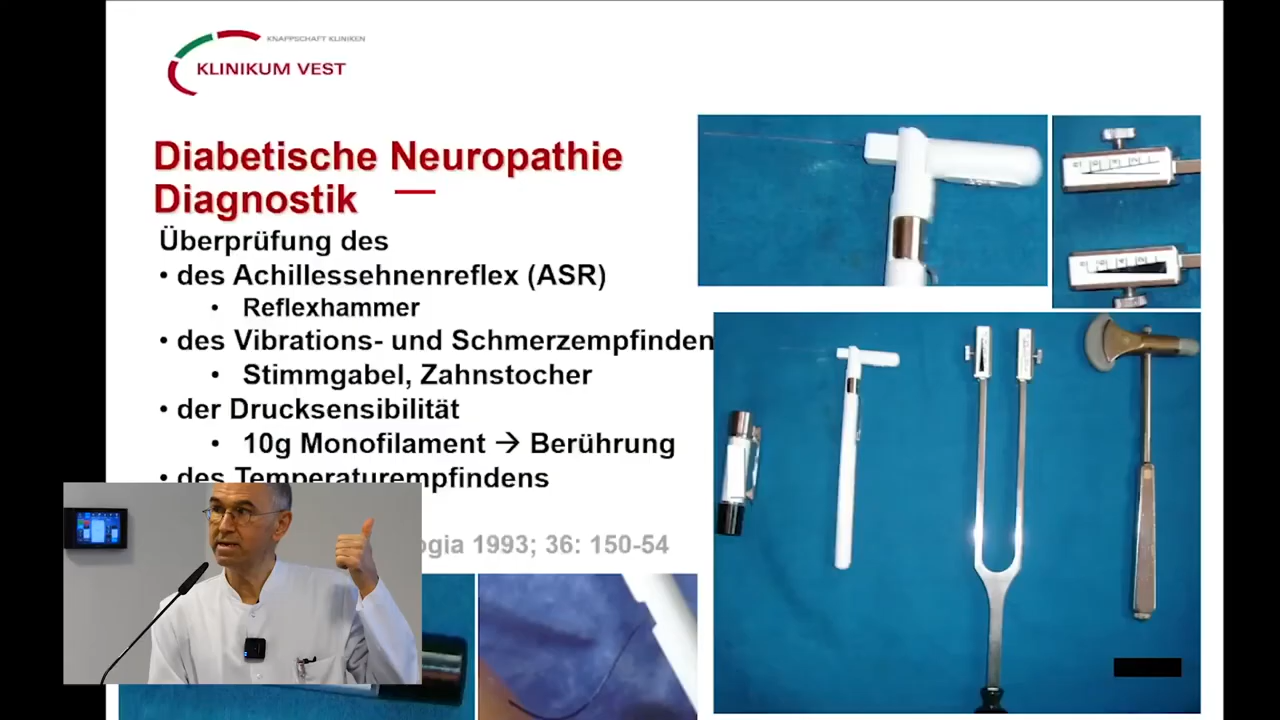 KNAPPSCHAFT KLINIKEN
KLINIKUM VEST
Diabetische Neuropathie
Diagnostik
Überprüfung des
• des Achillessehnenreflex (ASR)
• Reflexhammer
• des Vibrations- und Schmerzempfinden
• Stimmgabel, Zahnstocher
• der Drucksensibilität
• 10g Monofilament → Berührung
• des Temperaturempfindens
ogia 1993; 36: 150-54